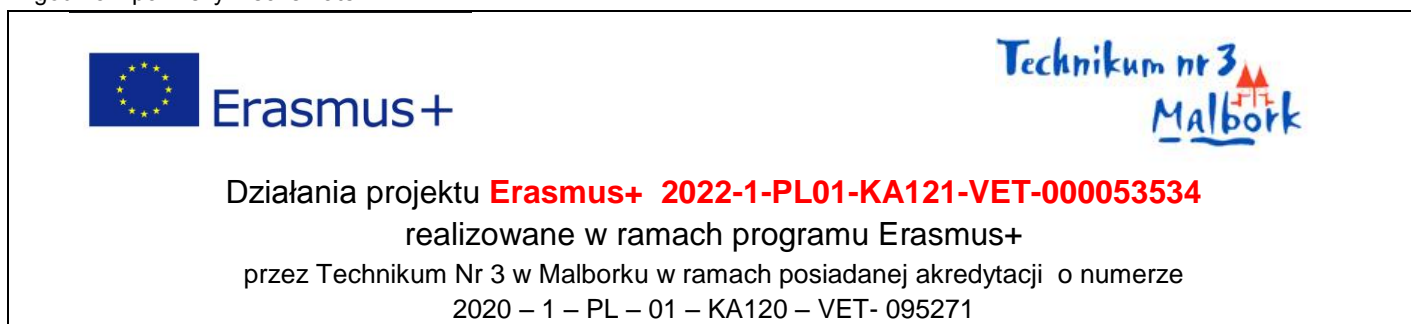 Erasmus+
Technikum nr 3
Malbork
Działania projektu Erasmus+ 2022-1-PL01-KA121-VET-000053534
realizowane w ramach programu Erasmus+
przez Technikum Nr 3 w Malborku w ramach posiadanej akredytacji o numerze
2020 – 1 – PL – 01 – KA120 – VET- 095271